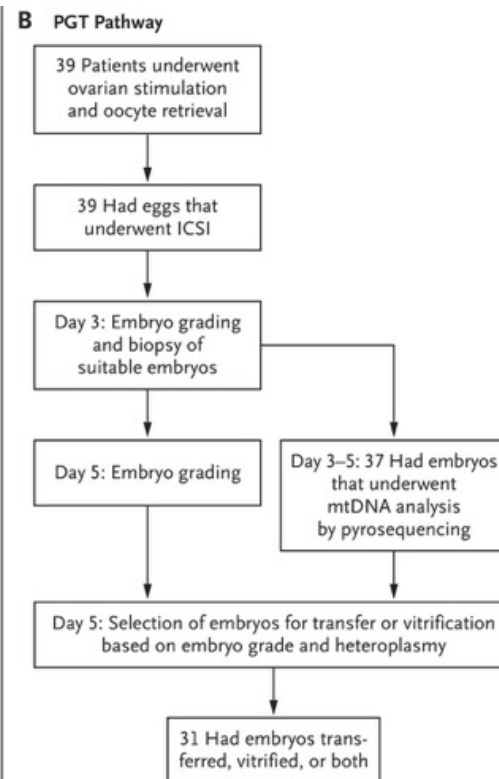 B PGT Pathway
39 Patients underwent
ovarian stimulation
and oocyte retrieval
39 Had eggs that
underwent ICSI
Day 3: Embryo grading
and biopsy of
suitable embryos
Day 5: Embryo grading
Day 3–5: 37 Had embryos
that underwent
mtDNA analysis
by pyrosequencing
Day 5: Selection of embryos for transfer or vitrification
based on embryo grade and heteroplasmy
31 Had embryos trans-
ferred, vitrified, or both